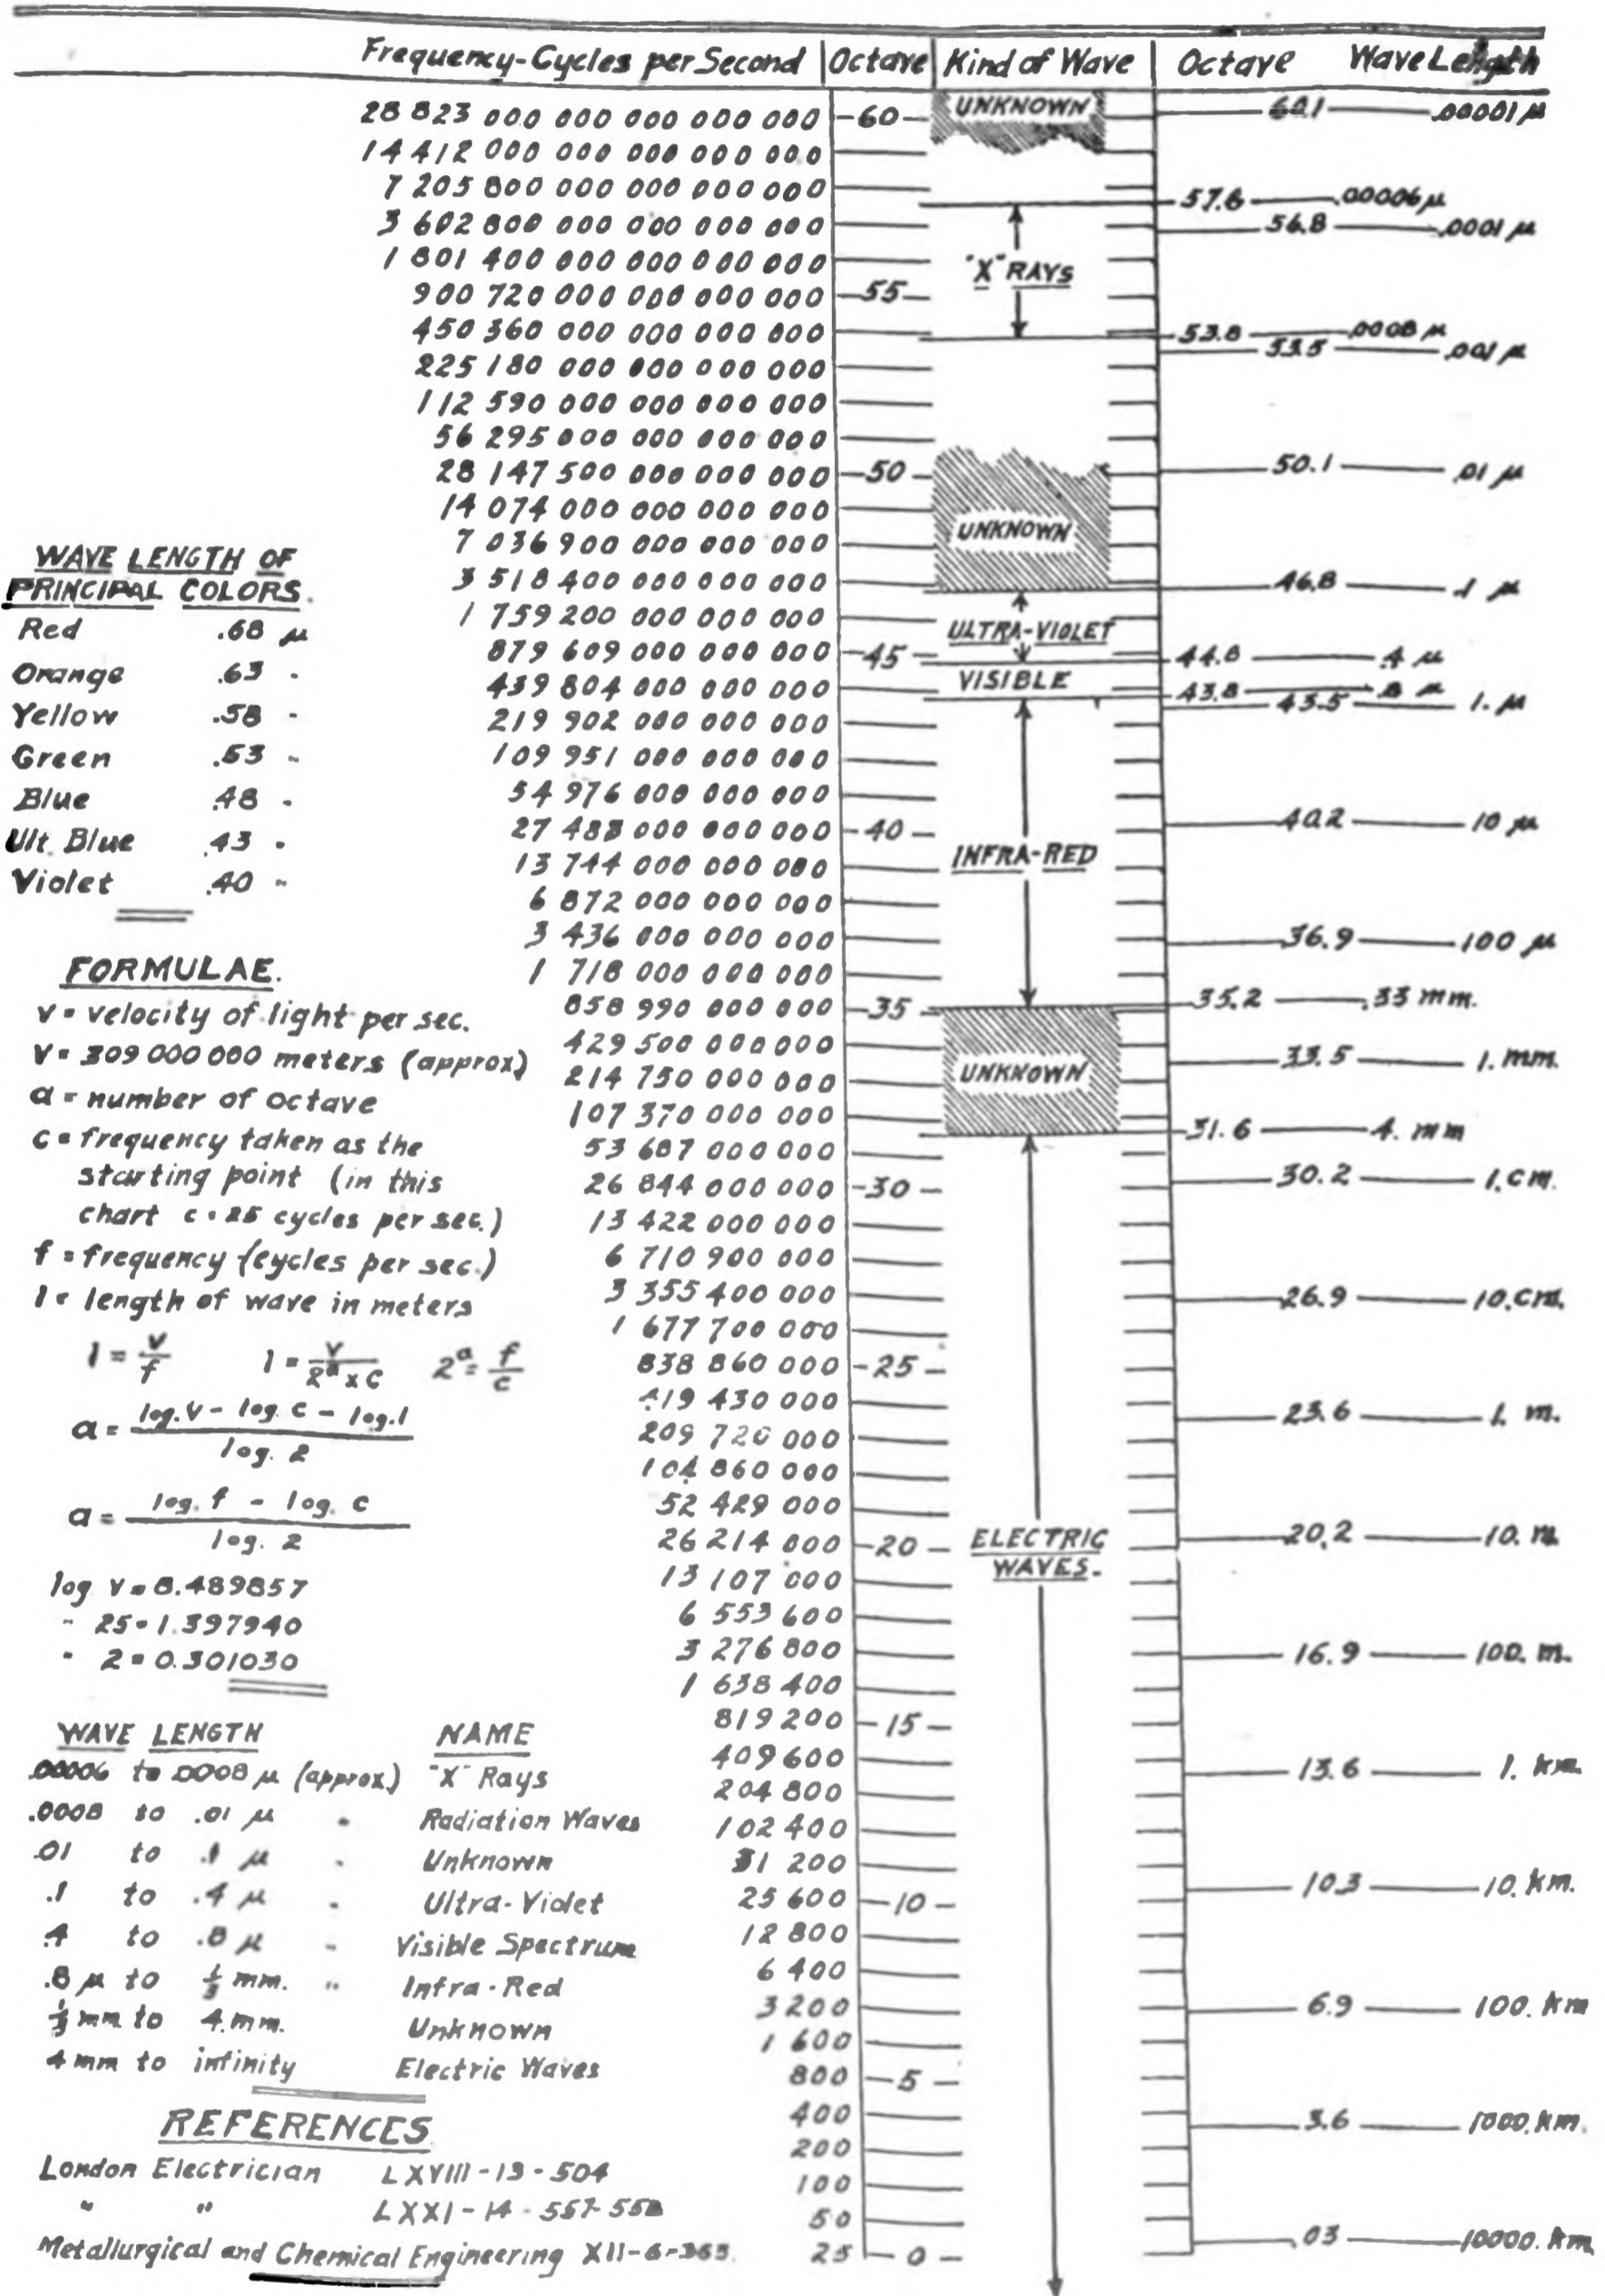 Frequency-Cycles per Second Octave Kind of Wave Octave Wave Length
28 823 000 000 000 000 000 -60- UNKNOWN 60.1 .00001 μ
14 412 000 000 000 000 000
7 205 800 000 000 000 000
57.6 .00006 μ
3 602 800 000 000 000 000 56.8 .0001 μ
1 801 400 000 000 000 000 "X" RAYS
900 720 000 000 000 000 -55-
450 360 000 000 000 000 53.8 .0008 μ
225 180 000 000 000 000 53.5 .001 μ
112 590 000 000 000 000
56 295 000 000 000 000
28 147 500 000 000 000 -50- 50.1 .01 μ
14 074 000 000 000 000
7 036 900 000 000 000 UNKNOWN
3 518 400 000 000 000 46.8 .1 μ
1 759 200 000 000 000 ULTRA-VIOLET
879 609 000 000 000 -45- 44.8 .4 μ
439 804 000 000 000 VISIBLE 43.8 .8 μ
219 902 000 000 000 43.5 1. μ
109 951 000 000 000
54 976 000 000 000
27 488 000 000 000 -40- 40.2 10 μ
13 744 000 000 000 INFRA-RED
6 872 000 000 000
3 436 000 000 000 36.9 100 μ
1 718 000 000 000
858 990 000 000 -35- 35.2 .33 mm.
429 500 000 000
214 750 000 000 UNKNOWN 33.5 1. mm.
107 370 000 000 31.6 4. mm
53 687 000 000
26 844 000 000 -30- 30.2 1. cm.
13 422 000 000
6 710 900 000
3 355 400 000 26.9 10. cm.
1 677 700 000
838 860 000 -25-
419 430 000 23.6 1. m.
209 720 000
104 860 000
52 429 000
26 214 000 -20- ELECTRIC WAVES. 20.2 10. m.
13 107 000
6 553 600
3 276 800 16.9 100. m.
1 638 400
819 200 -15-
409 600 13.6 1. km.
204 800
102 400
51 200 10.3 10. km.
25 600 -10-
12 800
6 400
3 200 6.9 100. km
1 600
800 -5-
400 3.6 1000. km.
200
100
50
25 -0- .03 10000. km.
WAVE LENGTH OF
PRINCIPAL COLORS.
Red .68 μ
Orange .63 "
Yellow .58 "
Green .53 "
Blue .48 "
Ult. Blue .43 "
Violet .40 "
FORMULAE.
v = velocity of light per sec.
v = 309 000 000 meters (approx)
a = number of octave
c = frequency taken as the
starting point (in this
chart c = 25 cycles per sec.)
f = frequency (cycles per sec.)
l = length of wave in meters
l = v/f l = v/(2^a x c) 2^a = f/c
a = (log. v - log. c - log. l)/log. 2
a = (log. f - log. c)/log. 2
log v = 8.489857
" 25 = 1.397940
" 2 = 0.301030
WAVE LENGTH NAME
.00006 to .0008 μ (approx.) "X" Rays
.0008 to .01 μ " Radiation Waves
.01 to .1 μ " Unknown
.1 to .4 μ " Ultra-Violet
.4 to .8 μ " Visible Spectrum
.8 μ to 1/3 mm. " Infra-Red
1/3 mm to 4. mm. Unknown
4 mm to infinity Electric Waves
REFERENCES
London Electrician LXVIII-13-504
" " LXXI-14-557-558
Metallurgical and Chemical Engineering XII-6-365.